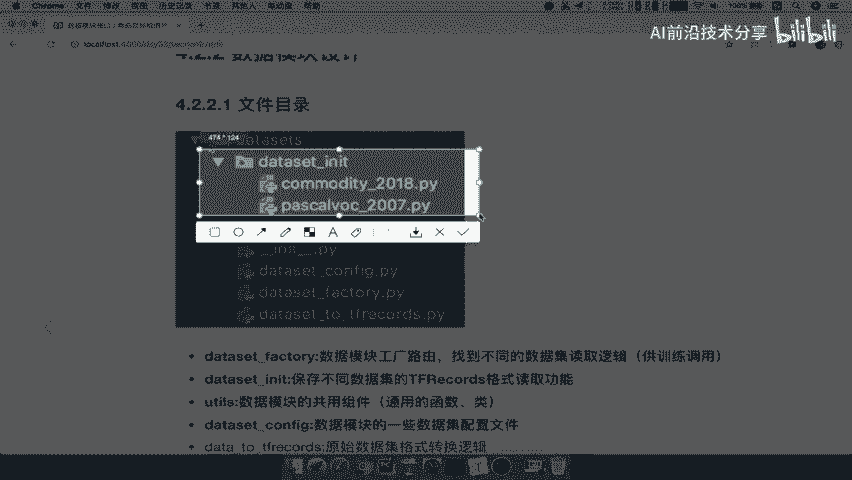 Chrome 文件
AI前沿技术分享 bilibili
4.2.2.1 文件目录
474 * 124
dataset_init
commodity_2018.py
pascalvoc_2007.py
dataset_config.py
dataset_factory.py
dataset_to_tfrecords.py
• dataset_factory:数据模块工厂路由，找到不同的数据集读取逻辑（供训练调用）
• dataset_init:保存不同数据集的TFRecords格式读取功能
• utils:数据模块的共用组件（通用的函数、类）
• dataset_config:数据模块的一些数据集配置文件
• data_to_tfrecords:原始数据集格式转换逻辑